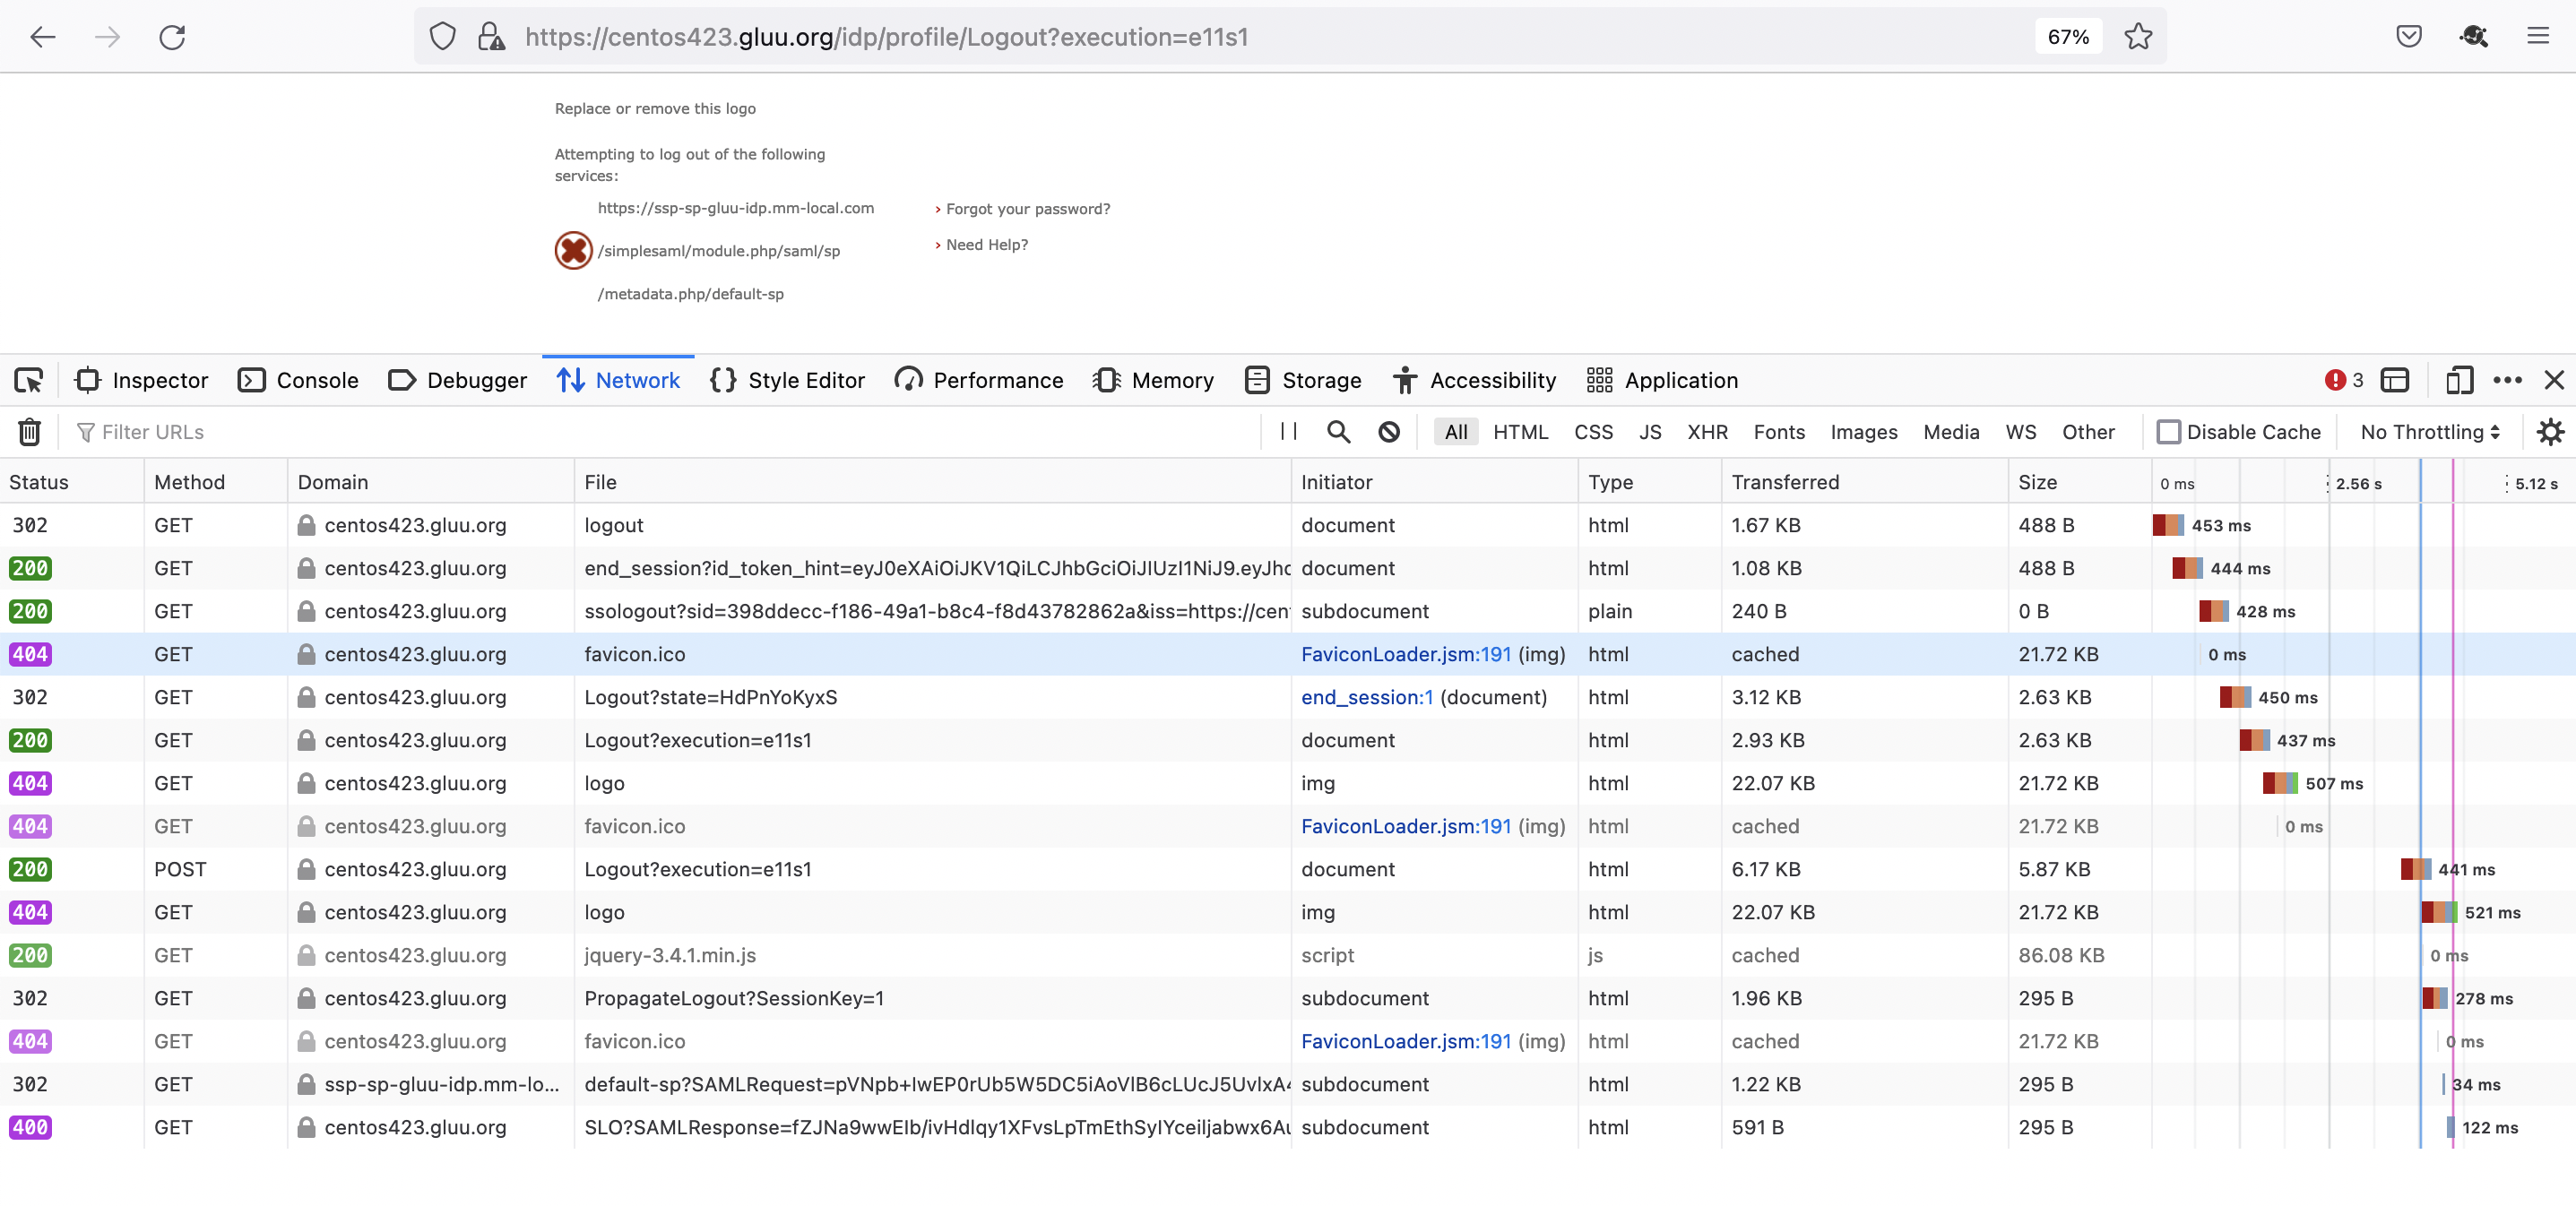 https://centos423.gluu.org/idp/profile/Logout?execution=e11s1 67%
Replace or remove this logo
Attempting to log out of the following
services:
https://ssp-sp-gluu-idp.mm-local.com
/simplesaml/module.php/saml/sp
/metadata.php/default-sp
› Forgot your password?
› Need Help?
Inspector Console Debugger Network Style Editor Performance Memory Storage Accessibility Application 3
Filter URLs All HTML CSS JS XHR Fonts Images Media WS Other Disable Cache No Throttling
Status Method Domain File Initiator Type Transferred Size 0 ms 2.56 s 5.12 s
302 GET centos423.gluu.org logout document html 1.67 KB 488 B 453 ms
200 GET centos423.gluu.org end_session?id_token_hint=eyJ0eXAiOiJKV1QiLCJhbGciOiJIUzI1NiJ9.eyJhc document html 1.08 KB 488 B 444 ms
200 GET centos423.gluu.org ssologout?sid=398ddecc-f186-49a1-b8c4-f8d43782862a&iss=https://cen subdocument plain 240 B 0 B 428 ms
404 GET centos423.gluu.org favicon.ico FaviconLoader.jsm:191 (img) html cached 21.72 KB 0 ms
302 GET centos423.gluu.org Logout?state=HdPnYoKyxS end_session:1 (document) html 3.12 KB 2.63 KB 450 ms
200 GET centos423.gluu.org Logout?execution=e11s1 document html 2.93 KB 2.63 KB 437 ms
404 GET centos423.gluu.org logo img html 22.07 KB 21.72 KB 507 ms
404 GET centos423.gluu.org favicon.ico FaviconLoader.jsm:191 (img) html cached 21.72 KB 0 ms
200 POST centos423.gluu.org Logout?execution=e11s1 document html 6.17 KB 5.87 KB 441 ms
404 GET centos423.gluu.org logo img html 22.07 KB 21.72 KB 521 ms
200 GET centos423.gluu.org jquery-3.4.1.min.js script js cached 86.08 KB 0 ms
302 GET centos423.gluu.org PropagateLogout?SessionKey=1 subdocument html 1.96 KB 295 B 278 ms
404 GET centos423.gluu.org favicon.ico FaviconLoader.jsm:191 (img) html cached 21.72 KB 0 ms
302 GET ssp-sp-gluu-idp.mm-lo... default-sp?SAMLRequest=pVNpb+IwEP0rUb5W5DC5iAoVlB6cLUcJ5UvlxA4 subdocument html 1.22 KB 295 B 34 ms
400 GET centos423.gluu.org SLO?SAMLResponse=fZJNa9wwEIb/ivHdlqy1XFvsLpTmEthSylYceiljabwx6Au subdocument html 591 B 295 B 122 ms